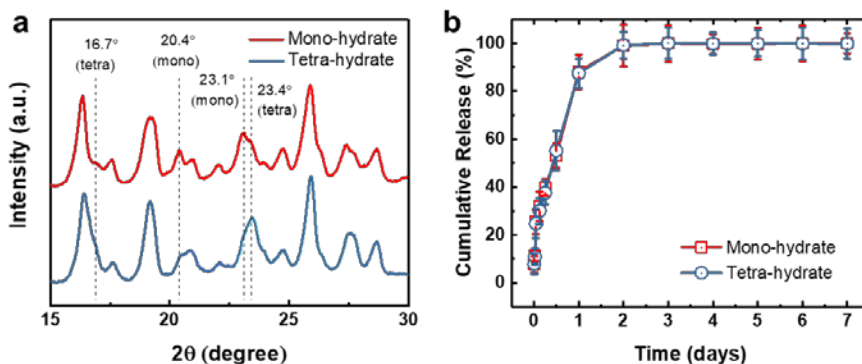 a
Mono-hydrate
Tetra-hydrate
16.7°
(tetra)
20.4°
(mono)
23.1°
(mono)
23.4°
(tetra)
Intensity (a.u.)
15 20 25 30
2θ (degree)
b
100
80
60
40
20
0
Cumulative Release (%)
Mono-hydrate
Tetra-hydrate
0 1 2 3 4 5 6 7
Time (days)